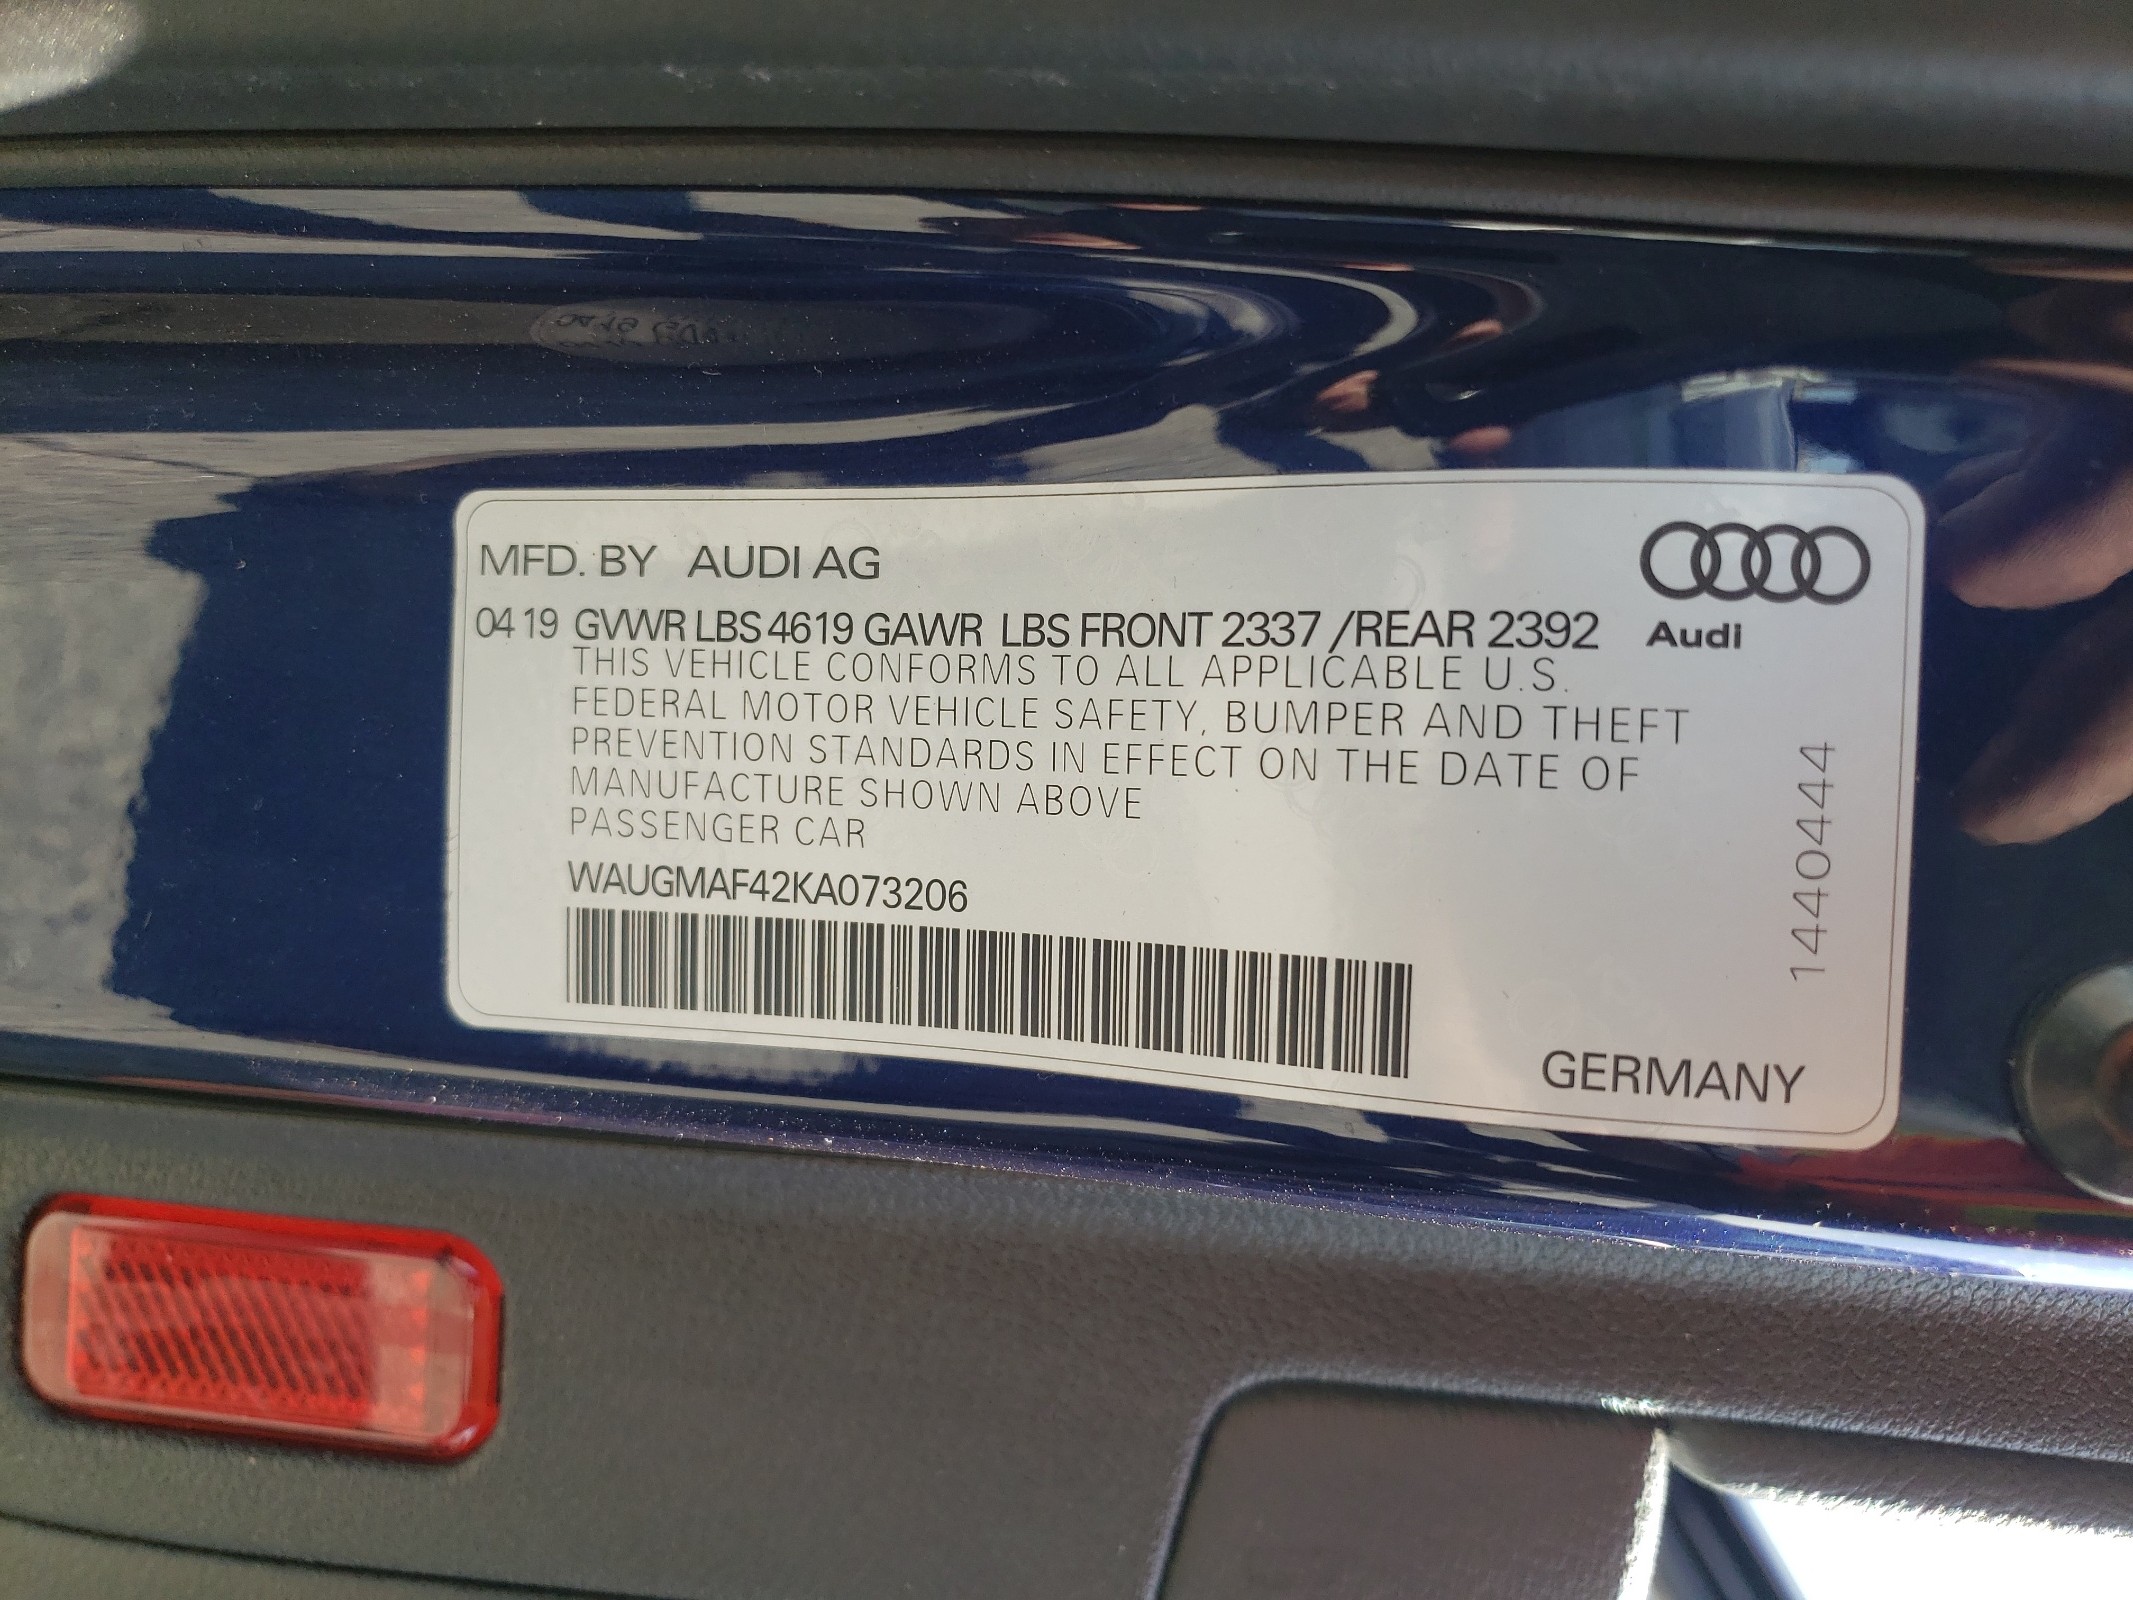 MFD. BY AUDI AG
04 19 GVWR LBS 4619 GAWR LBS FRONT 2337 /REAR 2392
Audi
THIS VEHICLE CONFORMS TO ALL APPLICABLE U.S.
FEDERAL MOTOR VEHICLE SAFETY, BUMPER AND THEFT
PREVENTION STANDARDS IN EFFECT ON THE DATE OF
MANUFACTURE SHOWN ABOVE
PASSENGER CAR
WAUGMAF42KA073206
1440444
GERMANY